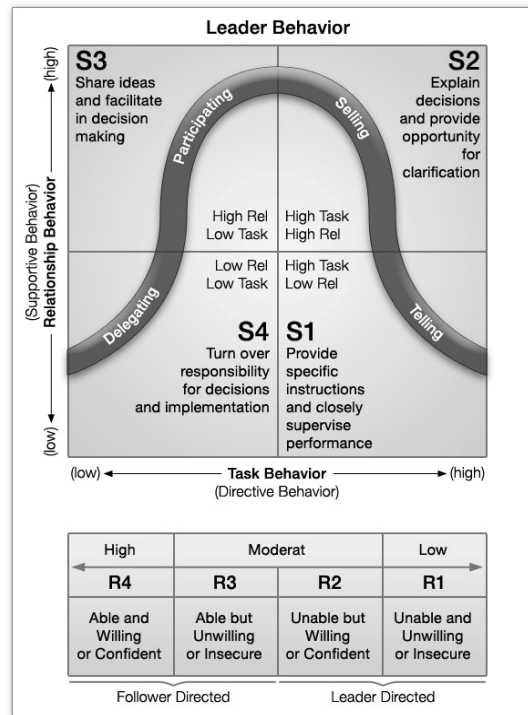 Leader Behavior
S3
Share ideas
and facilitate
in decision
making
S2
Explain
decisions
and provide
opportunity
for
clarification
Participating
Selling
High Rel
Low Task
High Task
High Rel
Low Rel
Low Task
High Task
Low Rel
Delegating
Telling
S4
Turn over
responsibility
for decisions
and implementation
S1
Provide
specific
instructions
and closely
supervise
performance
(high)
(Supportive Behavior)
Relationship Behavior
(low)
(low)
Task Behavior
(high)
(Directive Behavior)
High
Moderat
Low
R4
R3
R2
R1
Able and
Willing
or Confident
Able but
Unwilling
or Insecure
Unable but
Willing
or Confident
Unable and
Unwilling
or Insecure
Follower Directed
Leader Directed